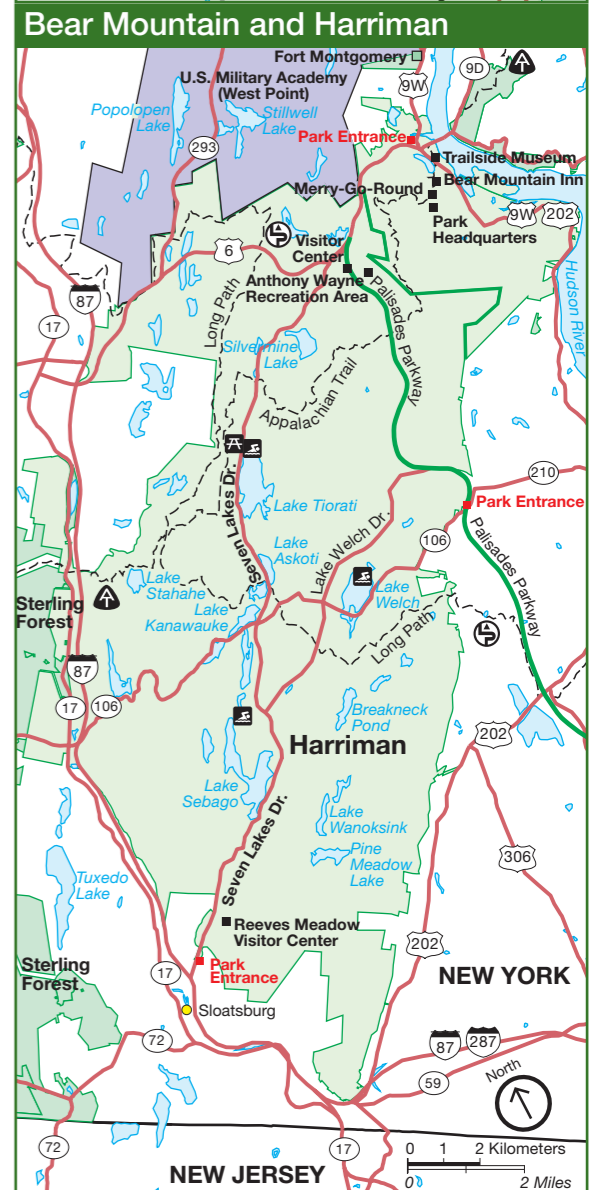 Bear Mountain and Harriman
Fort Montgomery
U.S. Military Academy
(West Point)
9W
9D
Popolopen
Lake
Stillwell
Lake
Park Entrance
293
Trailside Museum
Bear Mountain Inn
Merry-Go-Round
9W
202
Park
Headquarters
6
Visitor
Center
Anthony Wayne
Recreation Area
Hudson River
87
17
Long Path
Palisades Parkway
Silvermine
Lake
Appalachian Trail
Seven Lakes Dr.
210
Lake Tiorati
Park Entrance
106
Lake Welch Dr.
Lake
Askoti
Palisades Parkway
Lake
Stahahe
Lake
Welch
Sterling
Forest
Lake
Kanawauke
Long Path
87
17
106
Breakneck
Pond
202
Harriman
Lake
Sebago
Lake
Wanoksink
Seven Lakes Dr.
Pine
Meadow
Lake
306
Tuxedo
Lake
Reeves Meadow
Visitor Center
202
Sterling
Forest
Park
Entrance
17
NEW YORK
Sloatsburg
72
87
287
59
North
72
17
0 1 2 Kilometers
0 2 Miles
NEW JERSEY